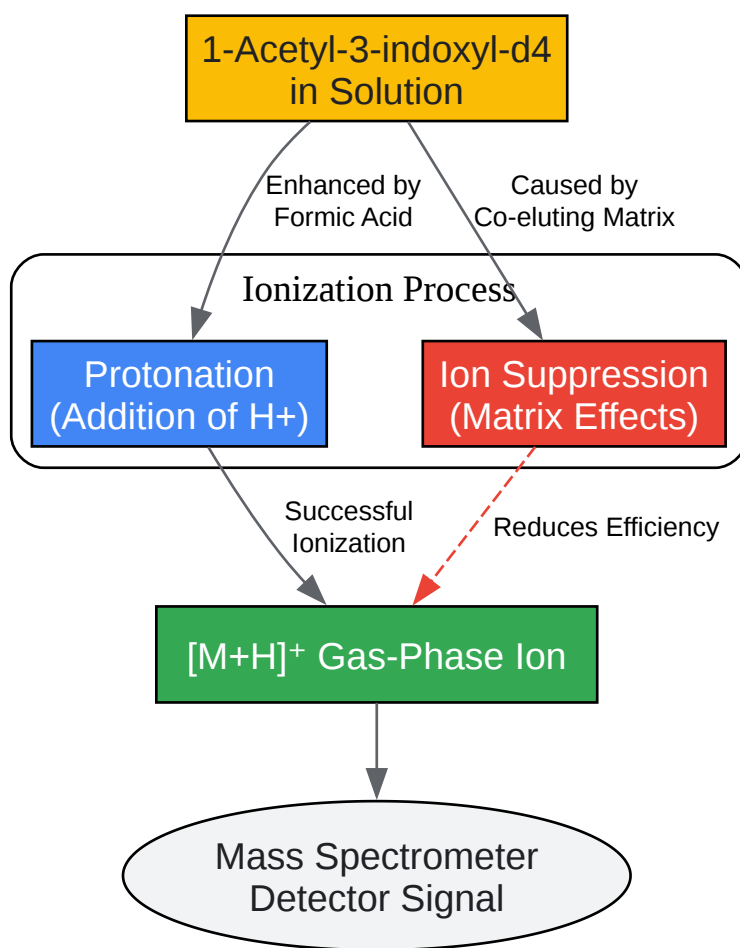 1-Acetyl-3-indoxyl-d4
in Solution
Enhanced by
Formic Acid
Caused by
Co-eluting Matrix
Ionization Process
Protonation
(Addition of H+)
Ion Suppression
(Matrix Effects)
Successful
Ionization
Reduces Efficiency
[M+H]⁺ Gas-Phase Ion
Mass Spectrometer
Detector Signal